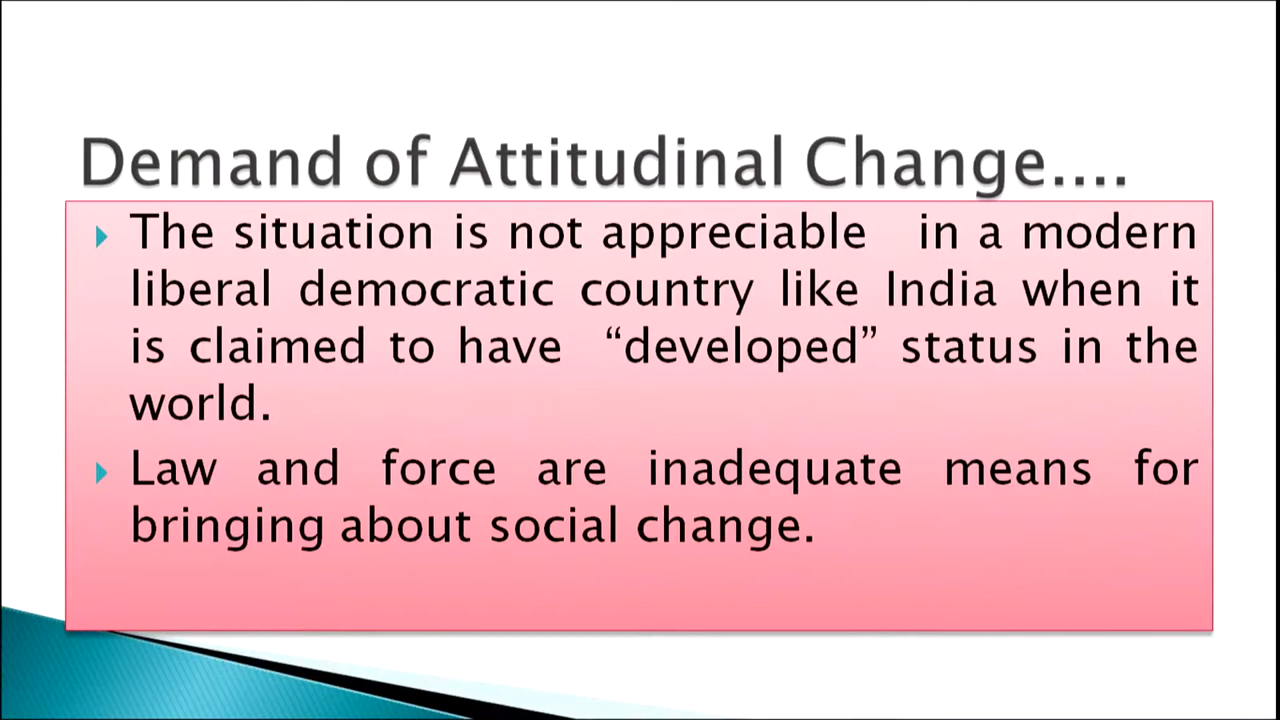 Demand of Attitudinal Change....
The situation is not appreciable in a modern
liberal democratic country like India when it
is claimed to have “developed” status in the
world.
Law and force are inadequate means for
bringing about social change.